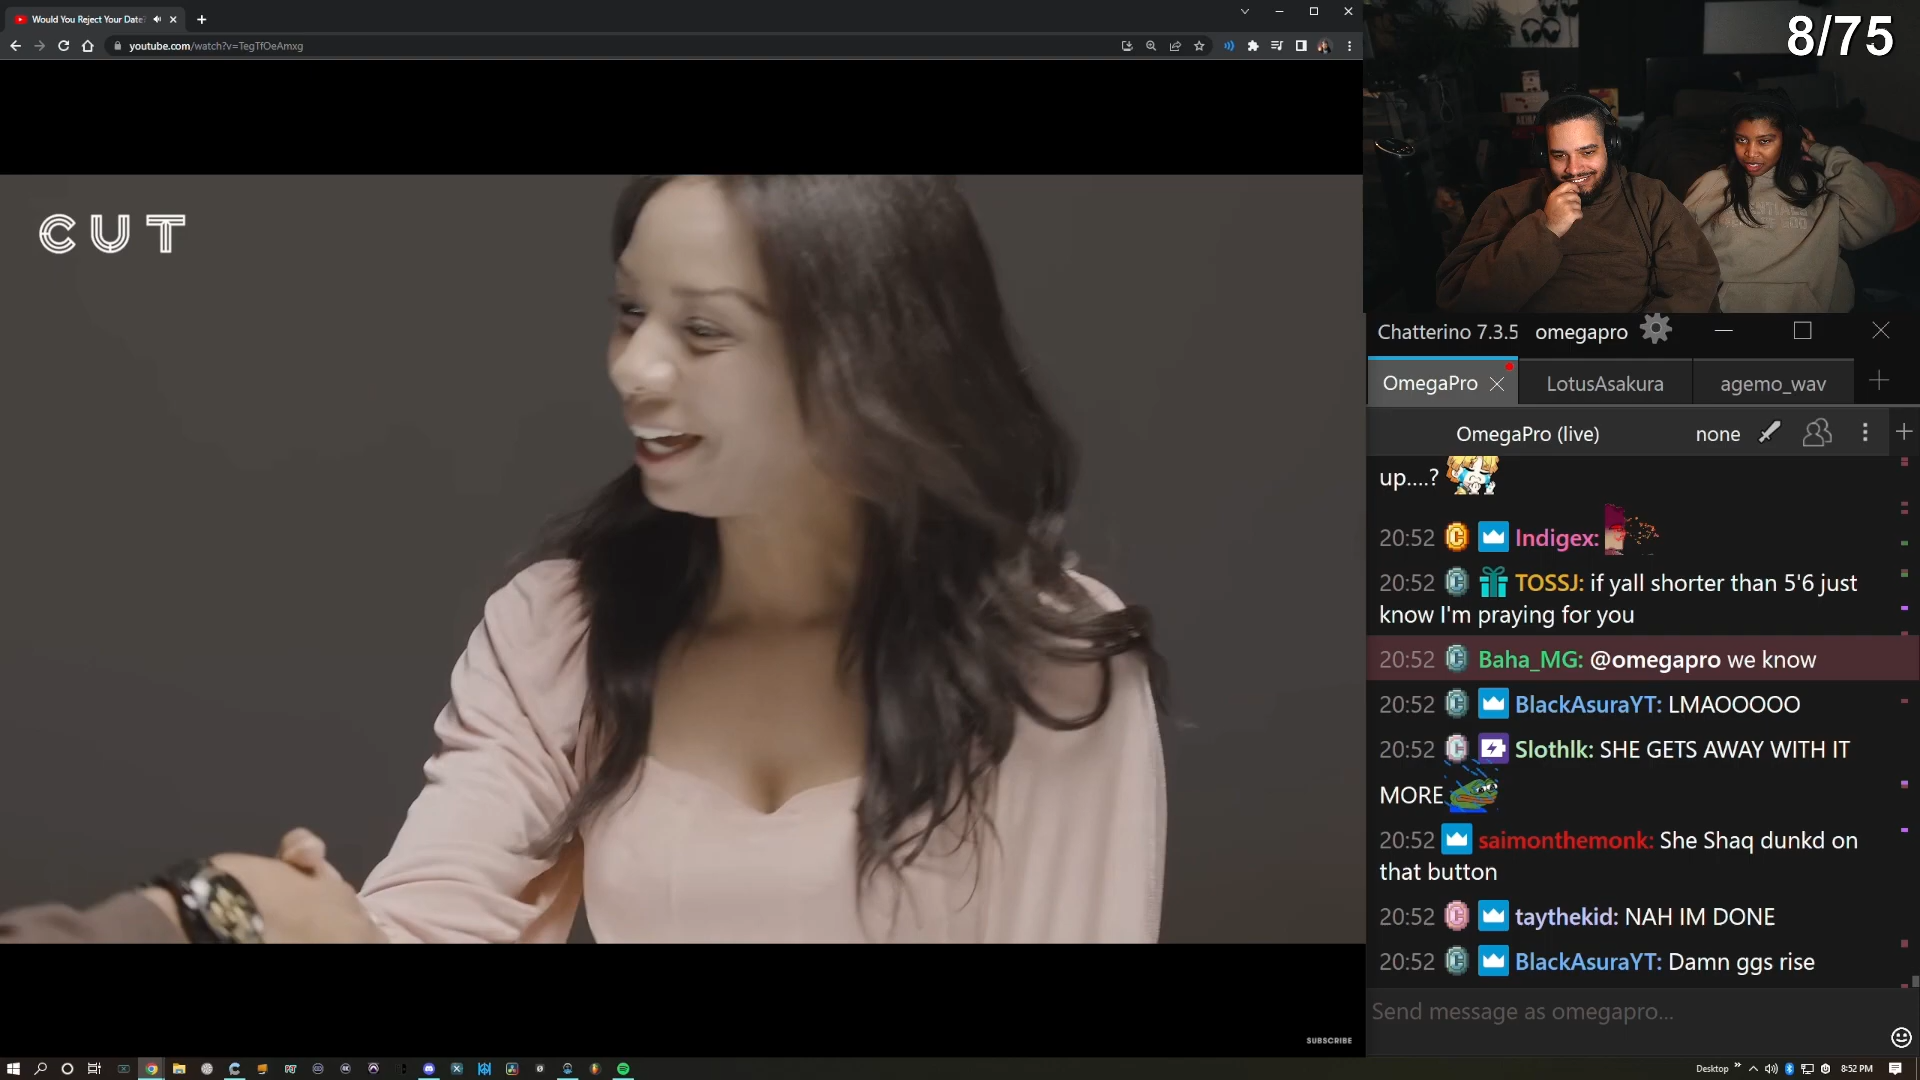 Would You Reject Your Date?
youtube.com/watch?v=TegTfOeAmxg
8/75
CUT
Chatterino 7.3.5 omegapro
OmegaPro LotusAsakura agemo_wav
OmegaPro (live) none
up....?
20:52 Indigex:
20:52 TOSSJ: if yall shorter than 5'6 just
know I'm praying for you
20:52 Baha_MG: @omegapro we know
20:52 BlackAsuraYT: LMAOOOOO
20:52 Slothlk: SHE GETS AWAY WITH IT
MORE
20:52 saimonthemonk: She Shaq dunkd on
that button
20:52 taythekid: NAH IM DONE
20:52 BlackAsuraYT: Damn ggs rise
Send message as omegapro...
SUBSCRIBE
Desktop 8:52 PM